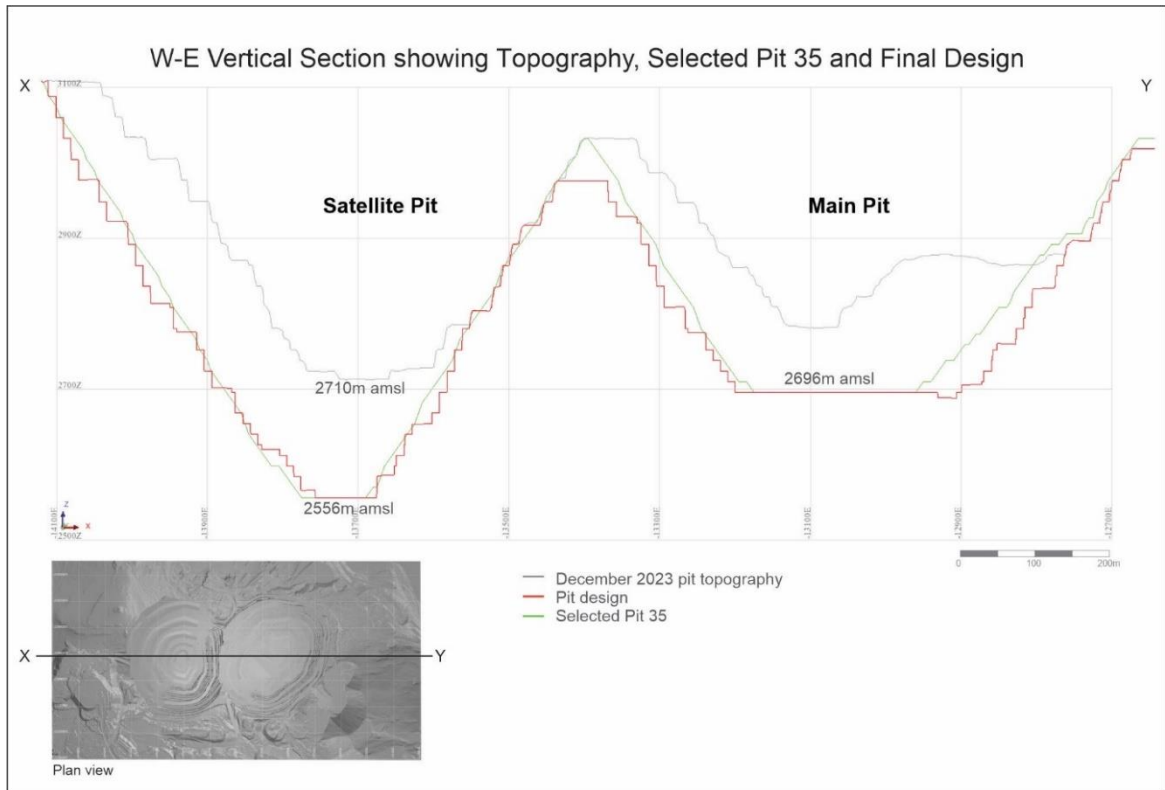 W-E Vertical Section showing Topography, Selected Pit 35 and Final Design
X
Y
3100Z
Satellite Pit
Main Pit
2900Z
2700Z
2710m amsl
2696m amsl
2556m amsl
Z
X
2500Z
-14100E
-13900E
-13700E
-13500E
-13300E
-13100E
-12900E
-12700E
0 100 200m
December 2023 pit topography
Pit design
Selected Pit 35
X
Y
Plan view